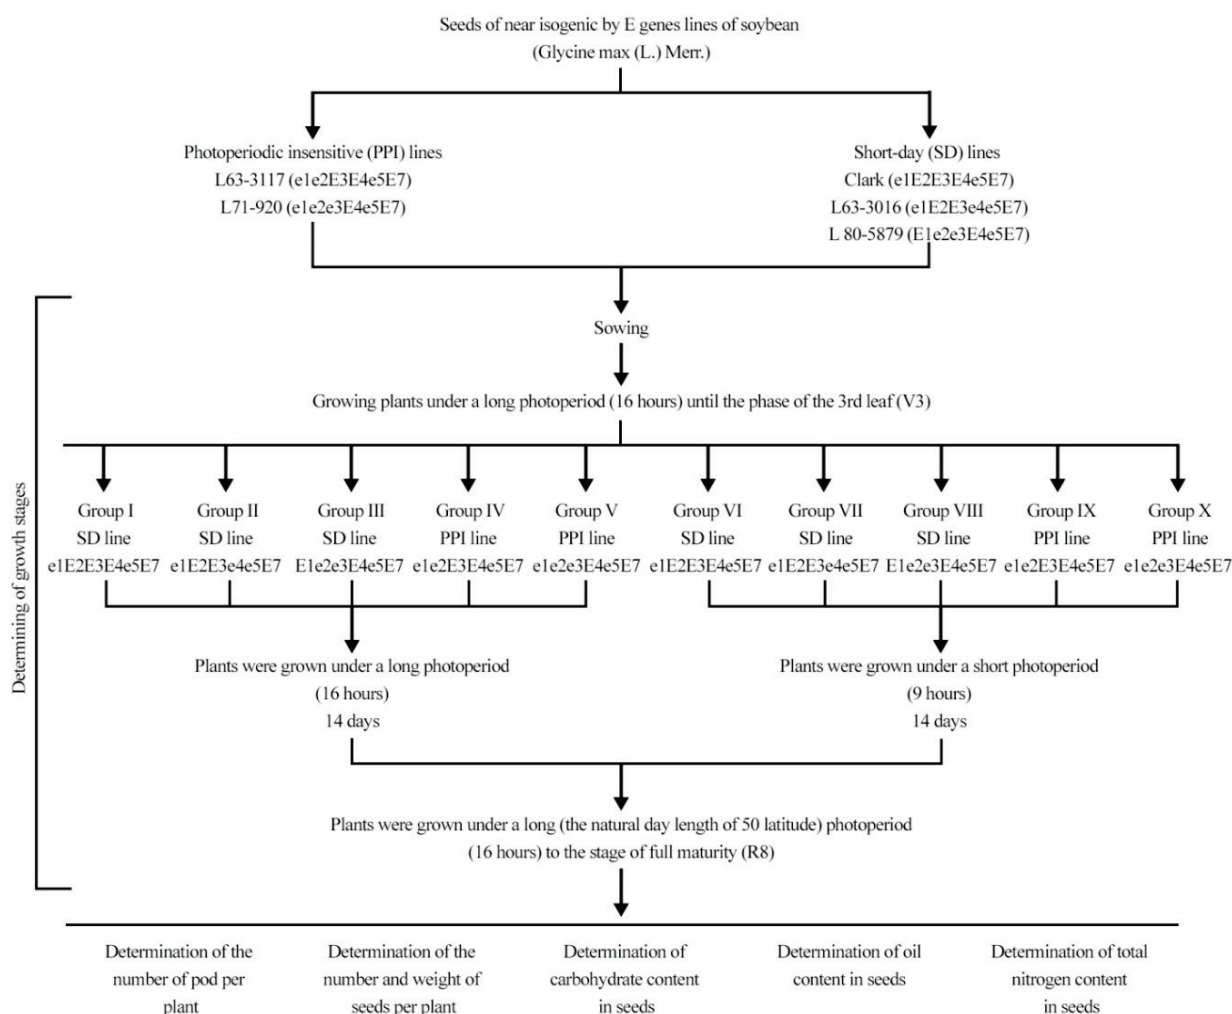 Seeds of near isogenic by E genes lines of soybean
(Glycine max (L.) Merr.)
Photoperiodic insensitive (PPI) lines
L63-3117 (e1e2E3E4e5E7)
L71-920 (e1e2e3E4e5E7)
Short-day (SD) lines
Clark (e1E2E3E4e5E7)
L63-3016 (e1E2E3e4e5E7)
L 80-5879 (E1e2e3E4e5E7)
Sowing
Growing plants under a long photoperiod (16 hours) until the phase of the 3rd leaf (V3)
Determining of growth stages
Group I
SD line
e1E2E3E4e5E7
Group II
SD line
e1E2E3e4e5E7
Group III
SD line
E1e2e3E4e5E7
Group IV
PPI line
e1e2E3E4e5E7
Group V
PPI line
e1e2e3E4e5E7
Group VI
SD line
e1E2E3E4e5E7
Group VII
SD line
e1E2E3e4e5E7
Group VIII
SD line
E1e2e3E4e5E7
Group IX
PPI line
e1e2E3E4e5E7
Group X
PPI line
e1e2e3E4e5E7
Plants were grown under a long photoperiod
(16 hours)
14 days
Plants were grown under a short photoperiod
(9 hours)
14 days
Plants were grown under a long (the natural day length of 50 latitude) photoperiod
(16 hours) to the stage of full maturity (R8)
Determination of the
number of pod per
plant
Determination of the
number and weight of
seeds per plant
Determination of
carbohydrate content
in seeds
Determination of oil
content in seeds
Determination of total
nitrogen content
in seeds